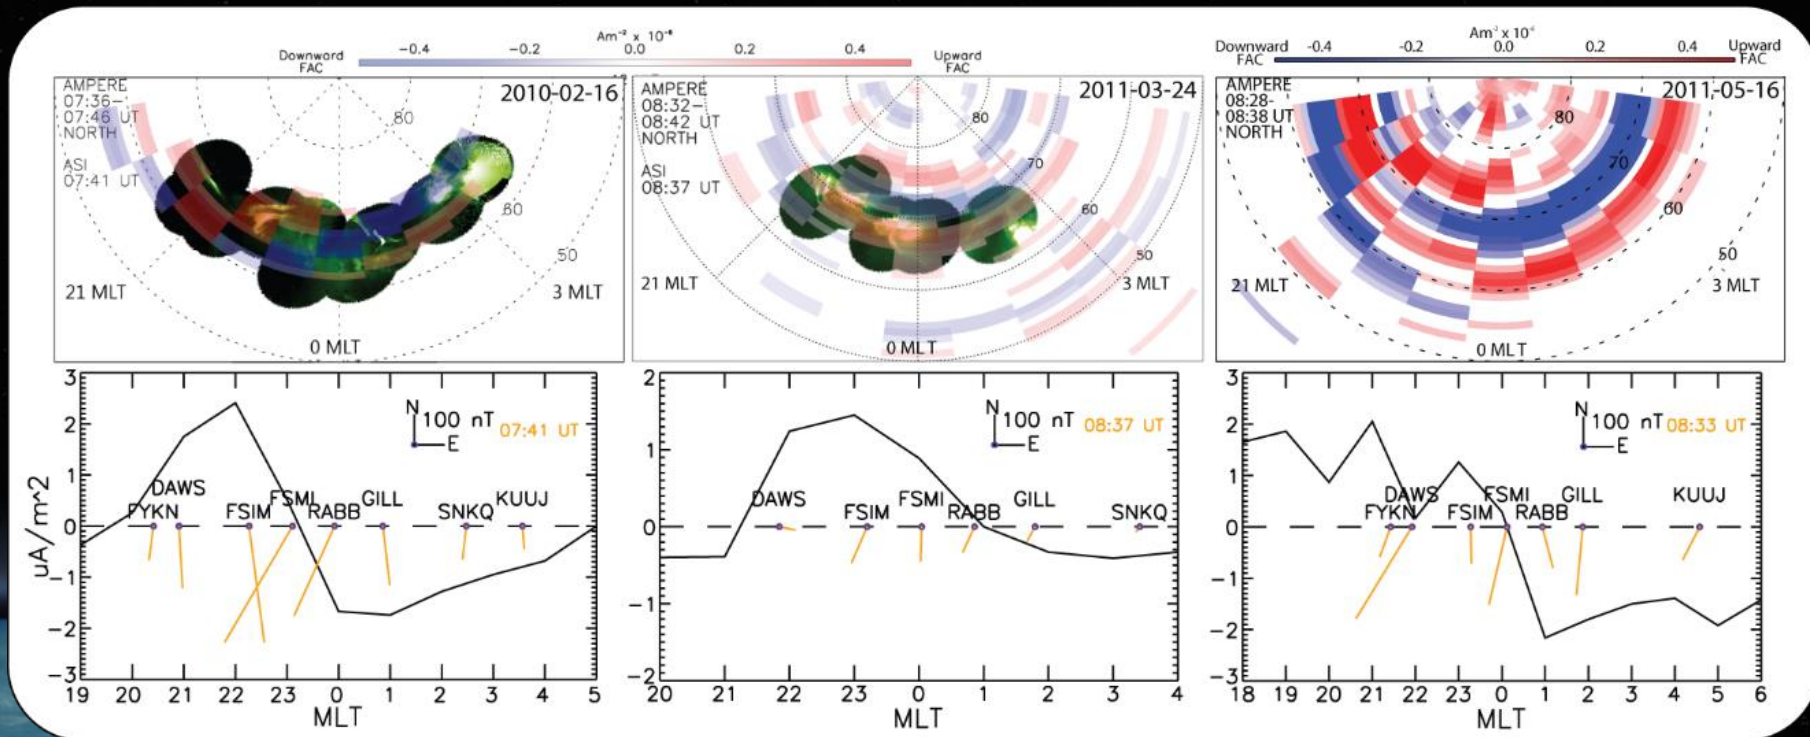 Am⁻² x 10⁻⁶
Downward FAC -0.4 -0.2 0.0 0.2 0.4 Upward FAC
AMPERE
07:36-
07:46 UT
NORTH
ASI
07:41 UT
2010-02-16
80
60
50
21 MLT
3 MLT
0 MLT
AMPERE
08:32-
08:42 UT
NORTH
ASI
08:37 UT
2011-03-24
80
70
60
50
21 MLT
3 MLT
0 MLT
Downward FAC -0.4 -0.2 0.0 0.2 0.4 Upward FAC
AMPERE
08:28-
08:38 UT
NORTH
2011-05-16
80
70
60
50
21 MLT
3 MLT
0 MLT
uA/m^2
3
2
1
0
-1
-2
-3
N
100 nT 07:41 UT
E
FYKN DAWS FSIM FSMI RABB GILL SNKQ KUUJ
19 20 21 22 23 0 1 2 3 4 5
MLT
2
1
0
-1
-2
N
100 nT 08:37 UT
E
DAWS FSIM FSMI RABB GILL SNKQ
20 21 22 23 0 1 2 3 4
MLT
3
2
1
0
-1
-2
-3
N
100 nT 08:33 UT
E
FYKN DAWS FSIM FSMI RABB GILL KUUJ
18 19 20 21 22 23 0 1 2 3 4 5 6
MLT